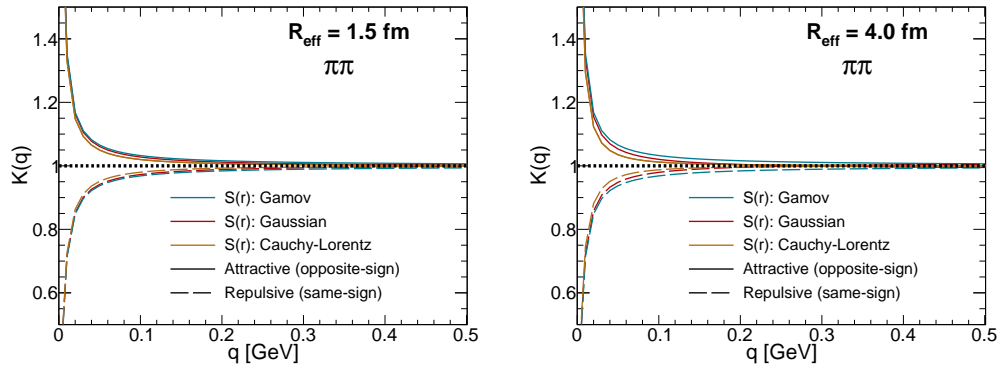 R_eff = 1.5 fm
ππ
K(q)
1.4
1.2
1
0.8
0.6
S(r): Gamov
S(r): Gaussian
S(r): Cauchy-Lorentz
Attractive (opposite-sign)
Repulsive (same-sign)
0 0.1 0.2 0.3 0.4 0.5
q [GeV]
R_eff = 4.0 fm
ππ
K(q)
1.4
1.2
1
0.8
0.6
S(r): Gamov
S(r): Gaussian
S(r): Cauchy-Lorentz
Attractive (opposite-sign)
Repulsive (same-sign)
0 0.1 0.2 0.3 0.4 0.5
q [GeV]